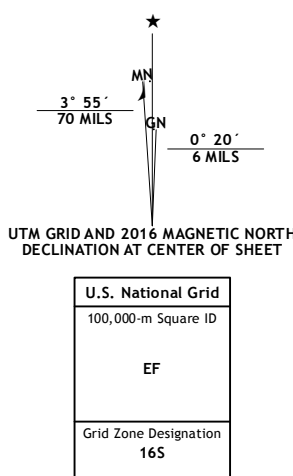 ★
MN
3° 55´
70 MILS
GN
0° 20´
6 MILS
UTM GRID AND 2016 MAGNETIC NORTH
DECLINATION AT CENTER OF SHEET
U.S. National Grid
100,000-m Square ID
EF
Grid Zone Designation
16S